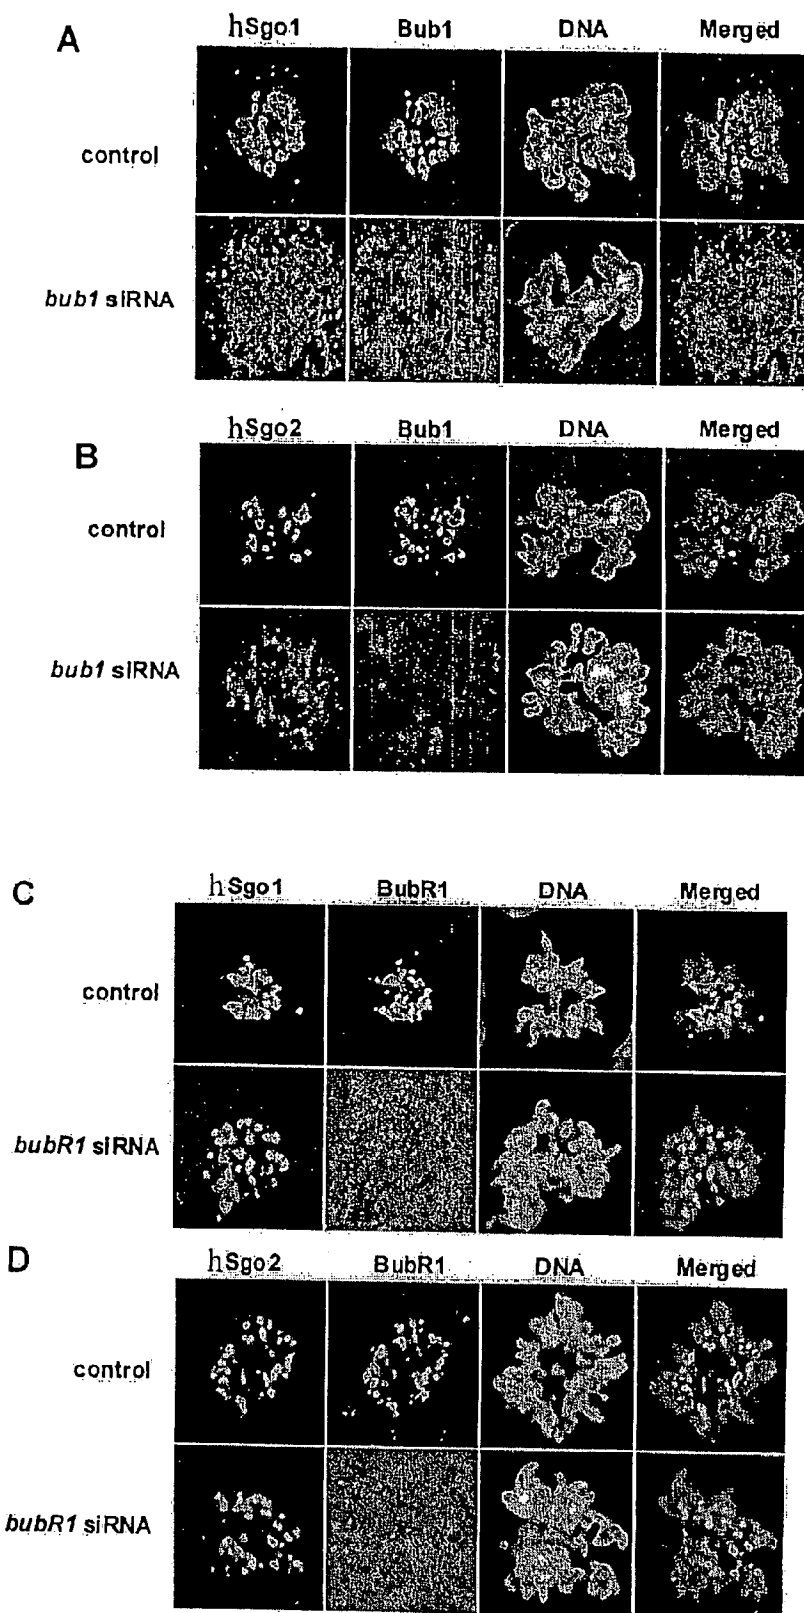 A
hSgo1 Bub1 DNA Merged
control
bub1 siRNA
B
hSgo2 Bub1 DNA Merged
control
bub1 siRNA
C
hSgo1 BubR1 DNA Merged
control
bubR1 siRNA
D
hSgo2 BubR1 DNA Merged
control
bubR1 siRNA